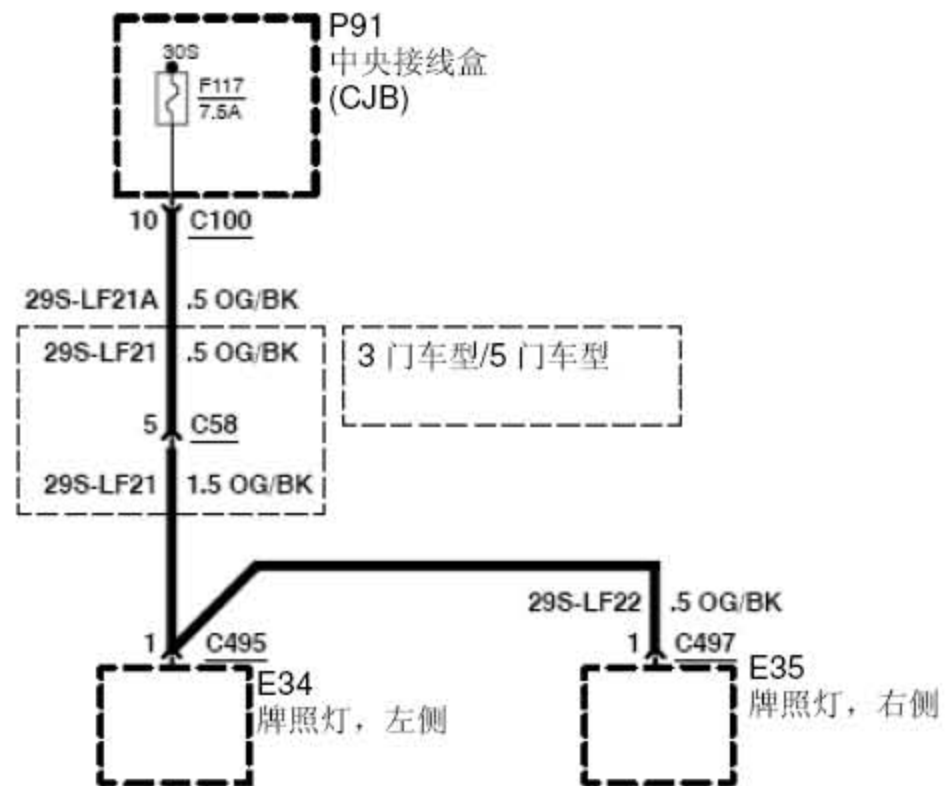 P91
中央接线盒
(CJB)
30S
F117
7.5A
10 C100
29S-LF21A .5 OG/BK
29S-LF21 .5 OG/BK
3 门车型/5 门车型
5 C58
29S-LF21 1.5 OG/BK
29S-LF22 .5 OG/BK
1 C495
1 C497
E34
牌照灯，左侧
E35
牌照灯，右侧